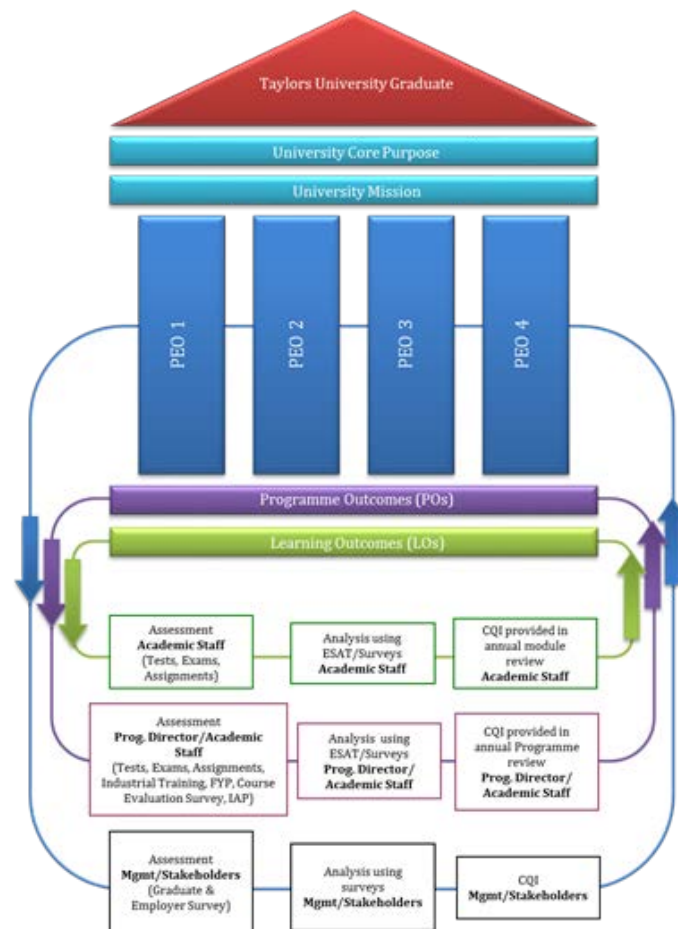 Taylors University Graduate
University Core Purpose
University Mission
PEO 1
PEO 2
PEO 3
PEO 4
Programme Outcomes (POs)
Learning Outcomes (LOs)
Assessment
Academic Staff
(Tests, Exams,
Assignments)
Analysis using
ESAT/Surveys
Academic Staff
CQI provided in
annual module
review
Academic Staff
Assessment
Prog. Director/Academic
Staff
(Tests, Exams, Assignments,
Industrial Training, FYP, Course
Evaluation Survey, IAP)
Analysis using
ESAT/Surveys
Prog. Director/
Academic Staff
CQI provided in
annual Programme
review
Prog. Director/
Academic Staff
Assessment
Mgmt/Stakeholders
(Graduate &
Employer Survey)
Analysis using
surveys
Mgmt/Stakeholders
CQI
Mgmt/Stakeholders